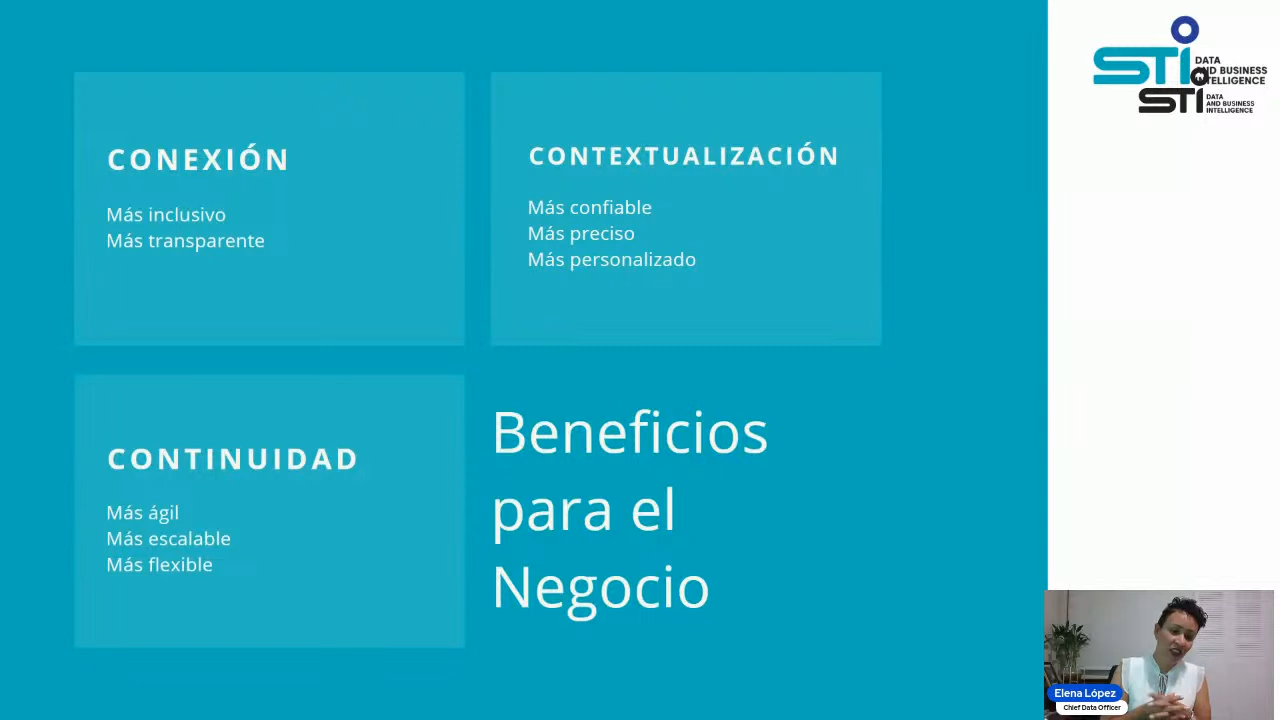 CONEXIÓN
Más inclusivo
Más transparente
CONTEXTUALIZACIÓN
Más confiable
Más preciso
Más personalizado
CONTINUIDAD
Más ágil
Más escalable
Más flexible
Beneficios
para el
Negocio
STI
DATA
AND BUSINESS
INTELLIGENCE
STI
DATA
AND BUSINESS
INTELLIGENCE
Elena López
Chief Data Officer